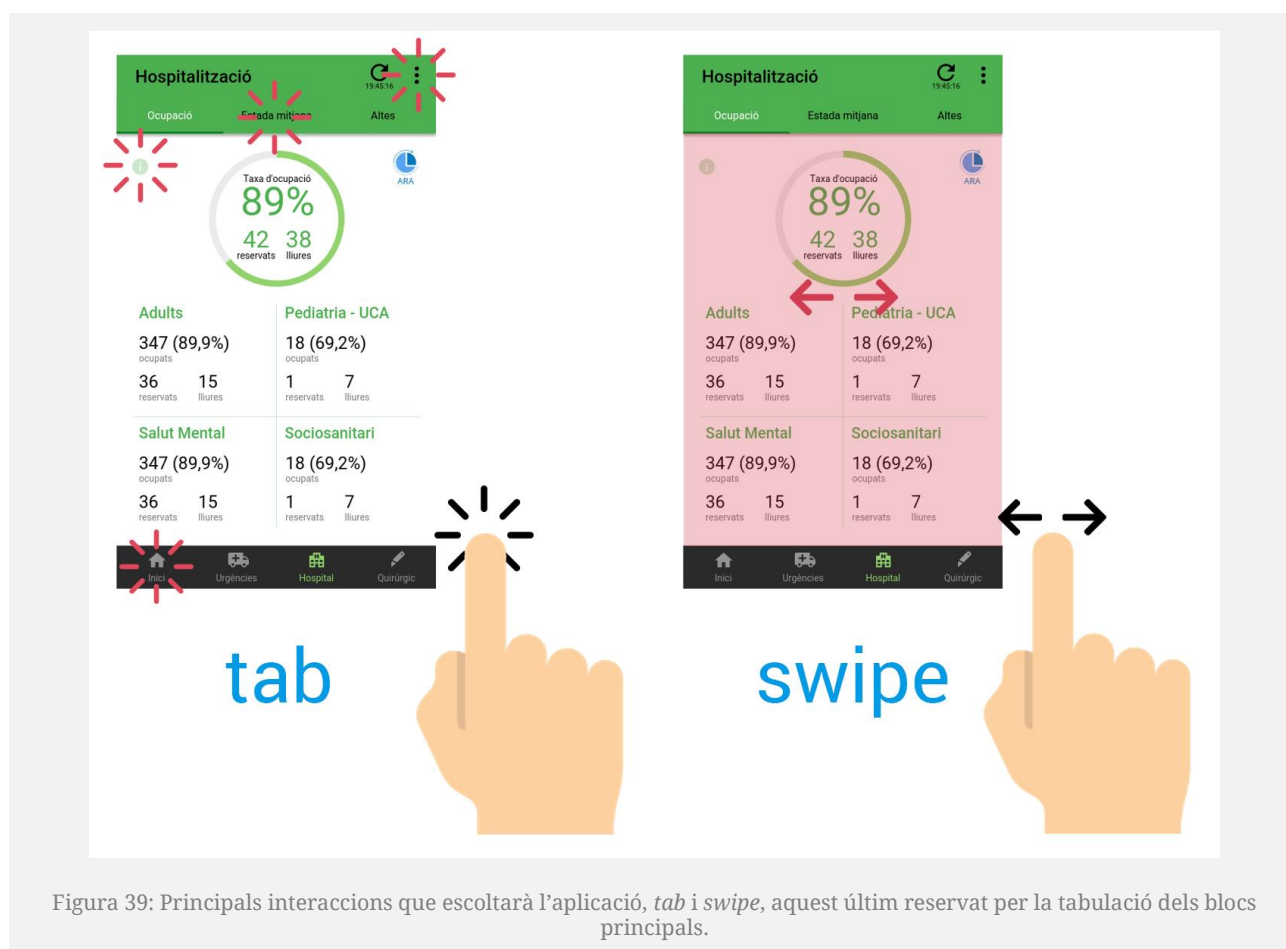 Hospitalització
19:45:16
Ocupació Estada mitjana Altes
Taxa d'ocupació
ARA
89%
42 38
reservats lliures
Adults Pediatria - UCA
347 (89,9%) 18 (69,2%)
ocupats ocupats
36 15 1 7
reservats lliures reservats lliures
Salut Mental Sociosanitari
347 (89,9%) 18 (69,2%)
ocupats ocupats
36 15 1 7
reservats lliures reservats lliures
Inici Urgències Hospital Quirúrgic
tab
Hospitalització
19:45:16
Ocupació Estada mitjana Altes
Taxa d'ocupació
ARA
89%
42 38
reservats lliures
Adults Pediatria - UCA
347 (89,9%) 18 (69,2%)
ocupats ocupats
36 15 1 7
reservats lliures reservats lliures
Salut Mental Sociosanitari
347 (89,9%) 18 (69,2%)
ocupats ocupats
36 15 1 7
reservats lliures reservats lliures
Inici Urgències Hospital Quirúrgic
swipe
Figura 39: Principals interaccions que escoltarà l'aplicació, tab i swipe, aquest últim reservat per la tabulació dels blocs
principals.